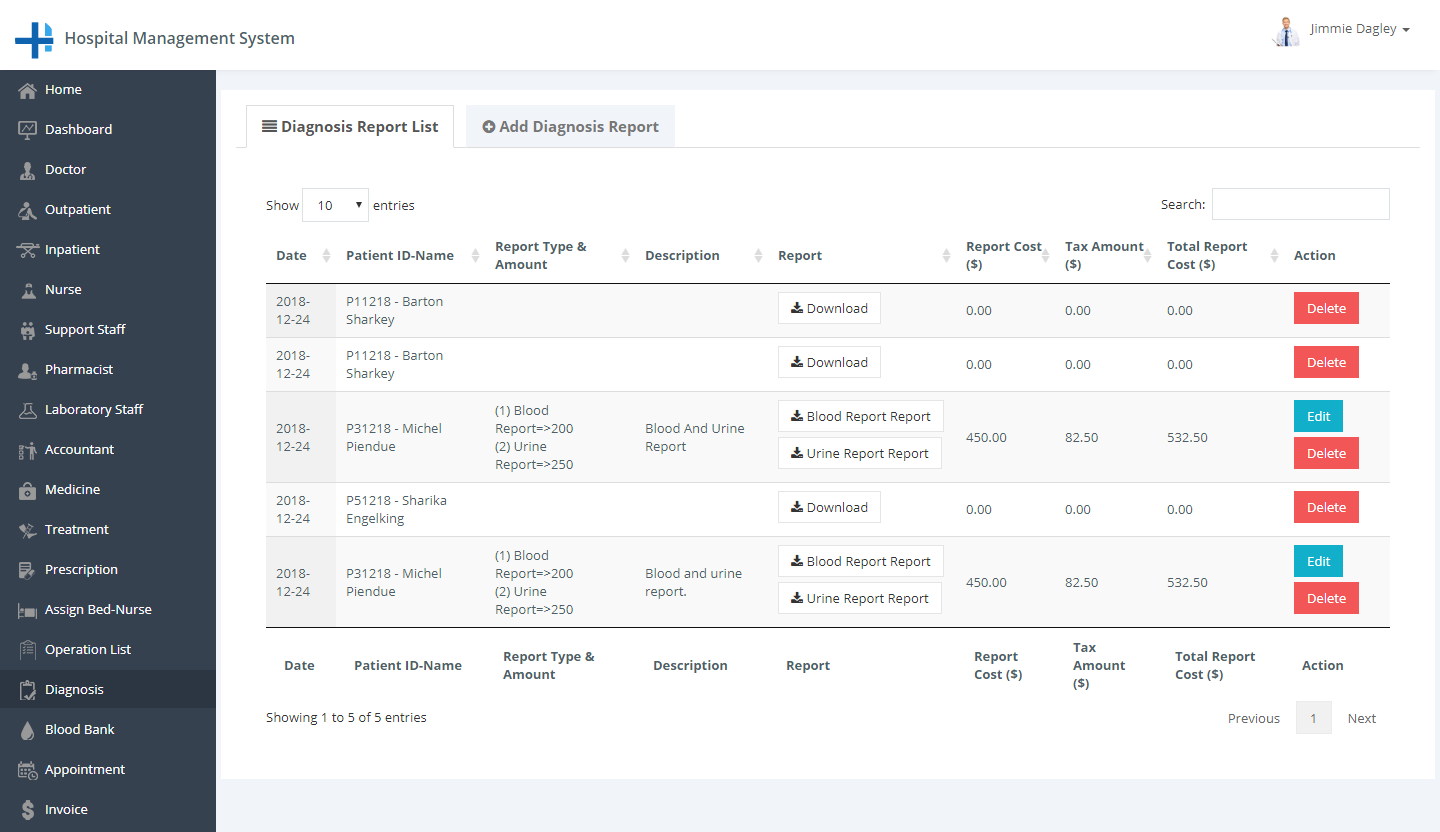 Hospital Management System
Jimmie Dagley
Home
Dashboard
Doctor
Outpatient
Inpatient
Nurse
Support Staff
Pharmacist
Laboratory Staff
Accountant
Medicine
Treatment
Prescription
Assign Bed-Nurse
Operation List
Diagnosis
Blood Bank
Appointment
Invoice
Diagnosis Report List
Add Diagnosis Report
Show 10 entries
Search:
Date
Patient ID-Name
Report Type &
Amount
Description
Report
Report Cost
($)
Tax Amount
($)
Total Report
Cost ($)
Action
2018-
12-24
P11218 - Barton
Sharkey
Download
0.00
0.00
0.00
Delete
2018-
12-24
P11218 - Barton
Sharkey
Download
0.00
0.00
0.00
Delete
2018-
12-24
P31218 - Michel
Piendue
(1) Blood
Report=>200
(2) Urine
Report=>250
Blood And Urine
Report
Blood Report Report
Urine Report Report
450.00
82.50
532.50
Edit
Delete
2018-
12-24
P51218 - Sharika
Engelking
Download
0.00
0.00
0.00
Delete
2018-
12-24
P31218 - Michel
Piendue
(1) Blood
Report=>200
(2) Urine
Report=>250
Blood and urine
report.
Blood Report Report
Urine Report Report
450.00
82.50
532.50
Edit
Delete
Date
Patient ID-Name
Report Type &
Amount
Description
Report
Report
Cost ($)
Tax
Amount
($)
Total Report
Cost ($)
Action
Showing 1 to 5 of 5 entries
Previous
1
Next